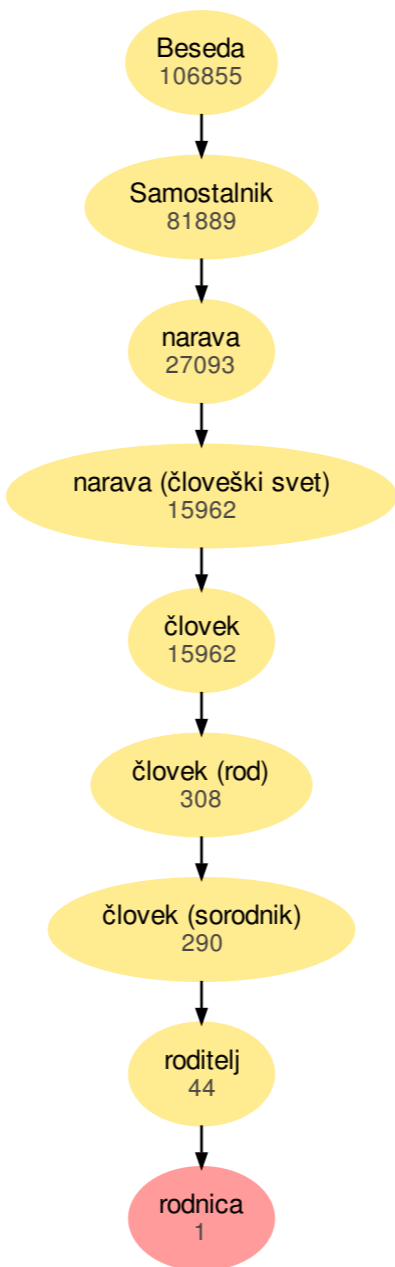 Beseda
106855
Samostalnik
81889
narava
27093
narava (človeški svet)
15962
človek
15962
človek (rod)
308
človek (sorodnik)
290
roditelj
44
rodnica
1